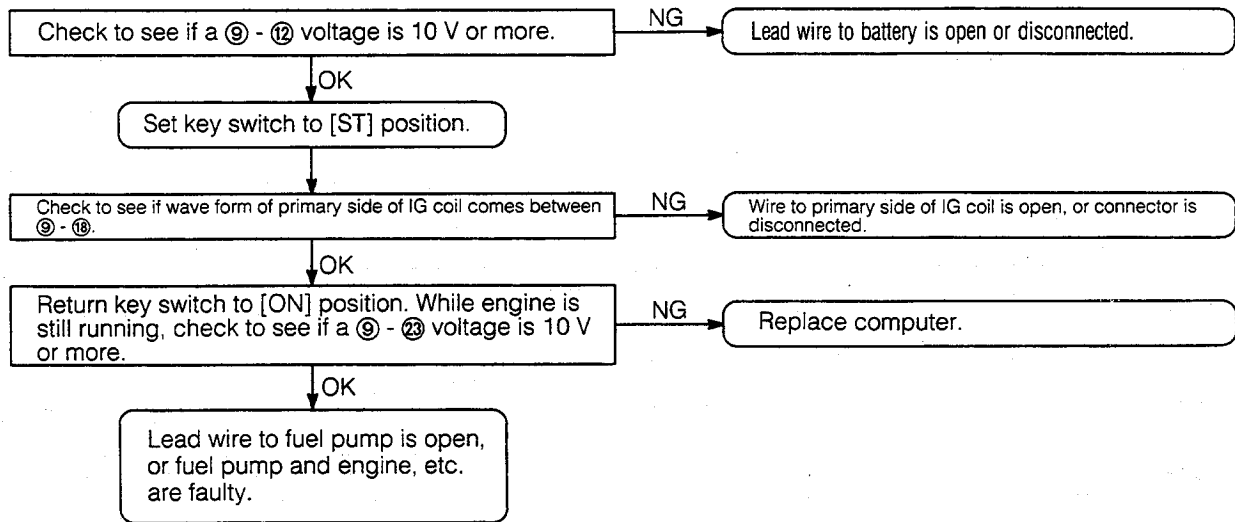 Check to see if a ⑨ - ⑫ voltage is 10 V or more.
NG
Lead wire to battery is open or disconnected.
OK
Set key switch to [ST] position.
Check to see if wave form of primary side of IG coil comes between
⑨ - ⑱.
NG
Wire to primary side of IG coil is open, or connector is
disconnected.
OK
Return key switch to [ON] position. While engine is
still running, check to see if a ⑨ - ㉓ voltage is 10 V
or more.
NG
Replace computer.
OK
Lead wire to fuel pump is open,
or fuel pump and engine, etc.
are faulty.